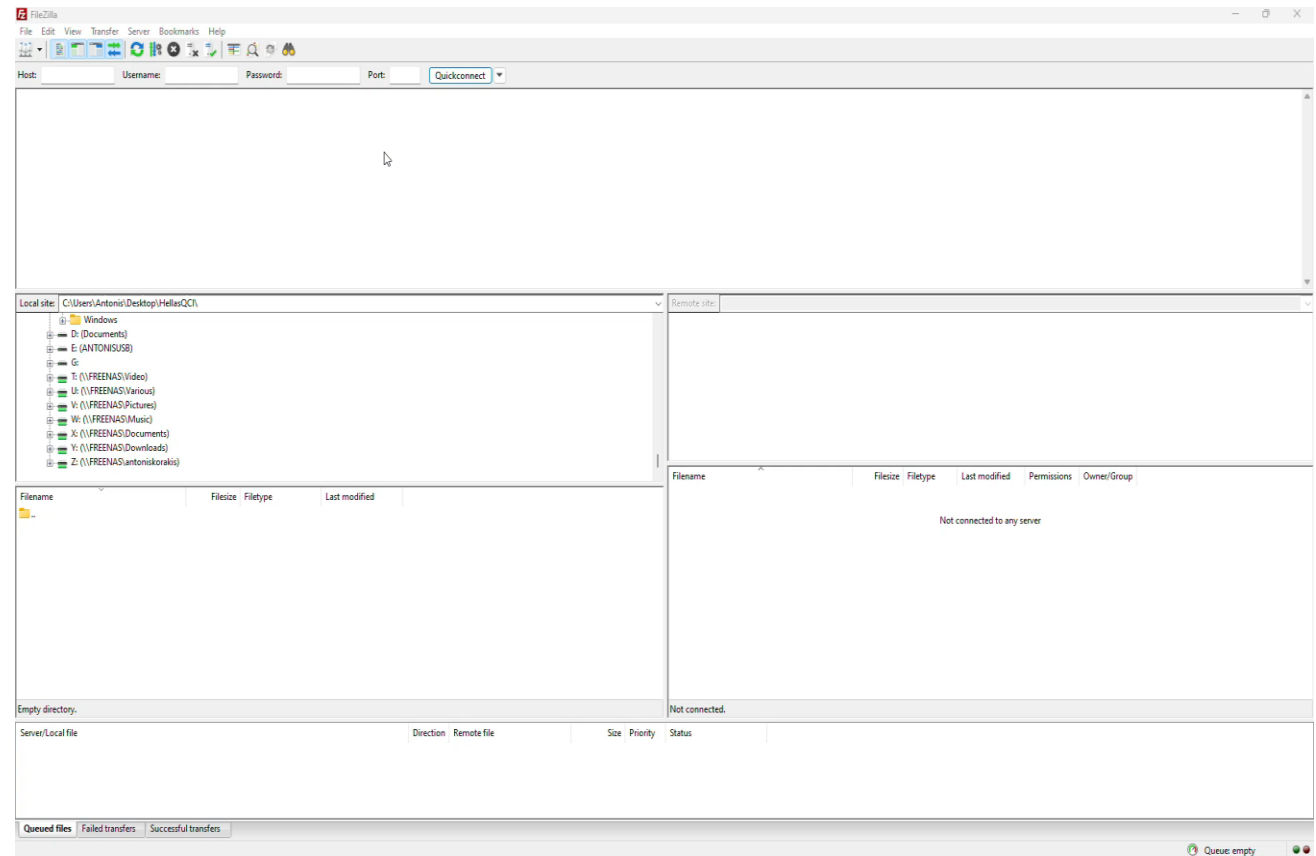 FileZilla
File Edit View Transfer Server Bookmarks Help
Host: Username: Password: Port: Quickconnect
Local site: C:\Users\Antonis\Desktop\HellasQCI\
Remote site:
Windows
D: (Documents)
E: (ANTONISUSB)
G:
T: (\\FREENAS\Video)
U: (\\FREENAS\Various)
V: (\\FREENAS\Pictures)
W: (\\FREENAS\Music)
X: (\\FREENAS\Documents)
Y: (\\FREENAS\Downloads)
Z: (\\FREENAS\antoniskorakis)
Filename Filesize Filetype Last modified
..
Empty directory.
Filename Filesize Filetype Last modified Permissions Owner/Group
Not connected to any server
Not connected.
Server/Local file Direction Remote file Size Priority Status
Queued files Failed transfers Successful transfers
Queue: empty